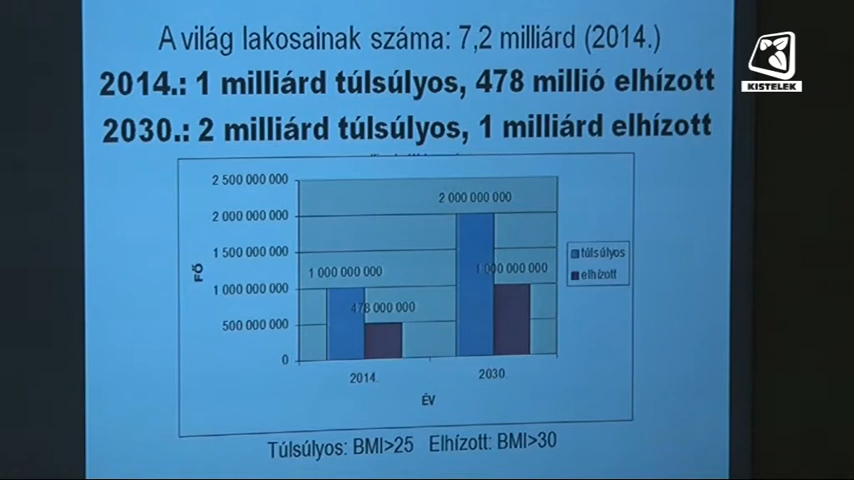 A világ lakosainak száma: 7,2 milliárd (2014.)
KISTELEK
2014.: 1 milliárd túlsúlyos, 478 millió elhízott
2030.: 2 milliárd túlsúlyos, 1 milliárd elhízott
2 500 000 000
2 000 000 000
1 500 000 000
1 000 000 000
500 000 000
0
FŐ
1 000 000 000
478 000 000
2 000 000 000
1 000 000 000
túlsúlyos
elhízott
2014.
2030.
ÉV
Túlsúlyos: BMI>25 Elhízott: BMI>30